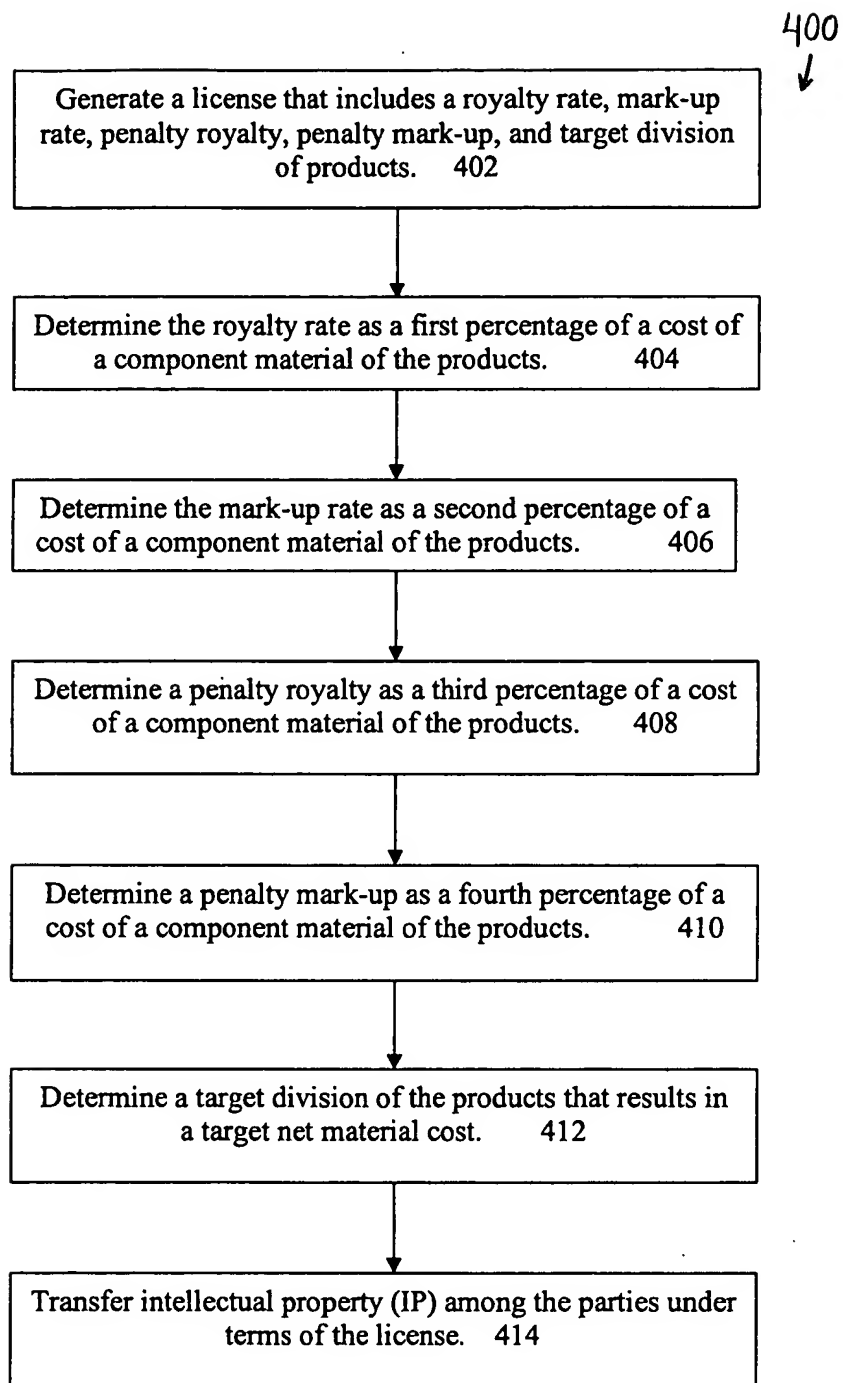 400
Generate a license that includes a royalty rate, mark-up
rate, penalty royalty, penalty mark-up, and target division
of products. 402
Determine the royalty rate as a first percentage of a cost of
a component material of the products. 404
Determine the mark-up rate as a second percentage of a
cost of a component material of the products. 406
Determine a penalty royalty as a third percentage of a cost
of a component material of the products. 408
Determine a penalty mark-up as a fourth percentage of a
cost of a component material of the products. 410
Determine a target division of the products that results in
a target net material cost. 412
Transfer intellectual property (IP) among the parties under
terms of the license. 414